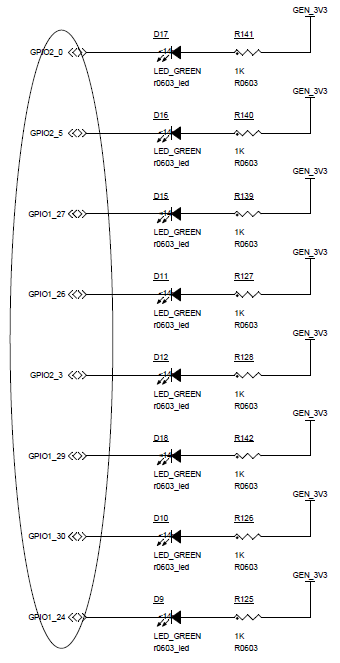 GEN_3V3
D17 R141
GPIO2_0
LED_GREEN 1K
r0603_led R0603
GEN_3V3
D16 R140
GPIO2_5
LED_GREEN 1K
r0603_led R0603
GEN_3V3
D15 R139
GPIO1_27
LED_GREEN 1K
r0603_led R0603
GEN_3V3
D11 R127
GPIO1_26
LED_GREEN 1K
r0603_led R0603
GEN_3V3
D12 R128
GPIO2_3
LED_GREEN 1K
r0603_led R0603
GEN_3V3
D18 R142
GPIO1_29
LED_GREEN 1K
r0603_led R0603
GEN_3V3
D10 R126
GPIO1_30
LED_GREEN 1K
r0603_led R0603
GEN_3V3
D9 R125
GPIO1_24
LED_GREEN 1K
r0603_led R0603